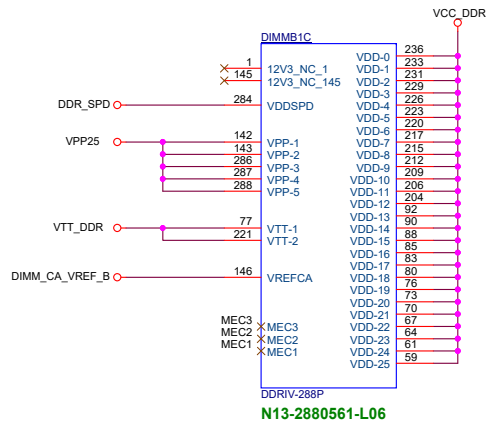 VCC_DDR
DIMMB1C
1 12V3_NC_1 VDD-0 236
145 12V3_NC_145 VDD-1 233
VDD-2 231
VDD-3 229
DDR_SPD 284 VDDSPD VDD-4 226
VDD-5 223
VDD-6 220
VPP25 142 VPP-1 VDD-7 217
143 VPP-2 VDD-8 215
286 VPP-3 VDD-9 212
287 VPP-4 VDD-10 209
288 VPP-5 VDD-11 206
VDD-12 204
VDD-13 92
VTT_DDR 77 VTT-1 VDD-14 90
221 VTT-2 VDD-15 88
VDD-16 85
VDD-17 83
DIMM_CA_VREF_B 146 VREFCA VDD-18 80
VDD-19 76
VDD-20 73
VDD-21 70
MEC3 MEC3 VDD-22 67
MEC2 MEC2 VDD-23 64
MEC1 MEC1 VDD-24 61
VDD-25 59
DDRIV-288P
N13-2880561-L06